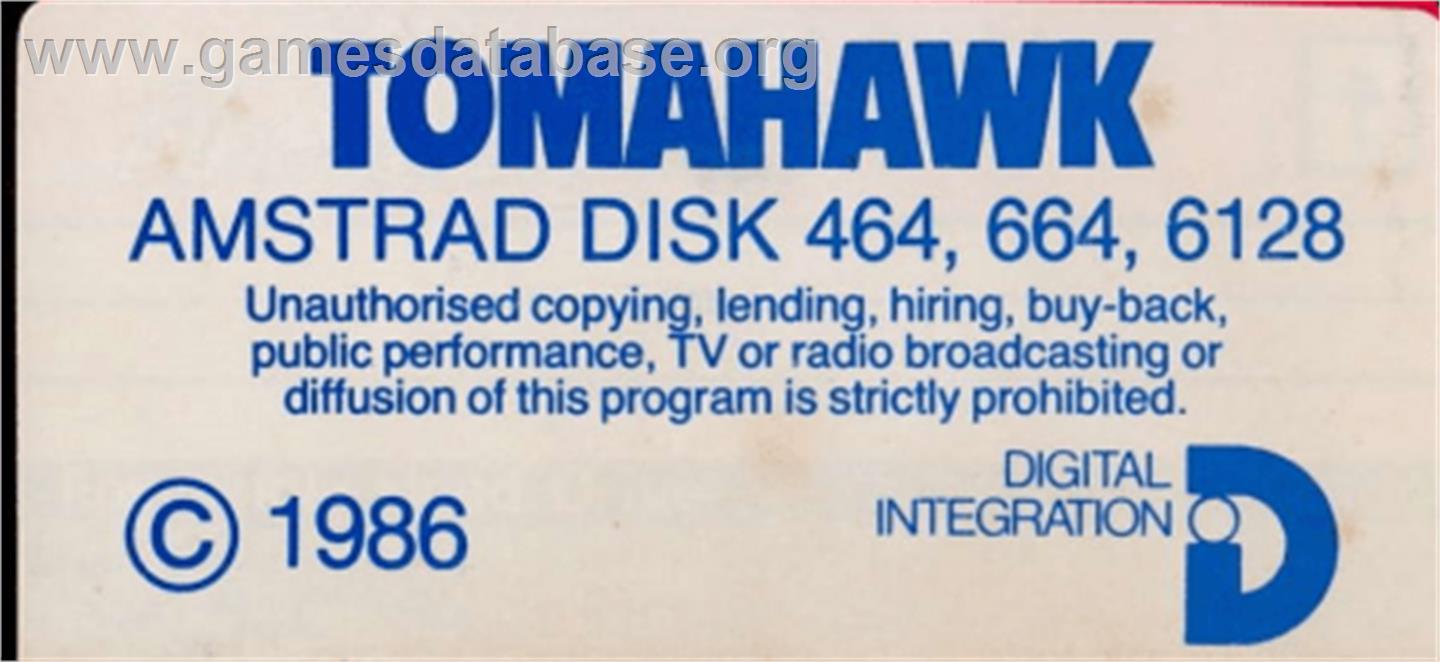 www.gamesdatabase.org
TOMAHAWK
AMSTRAD DISK 464, 664, 6128
Unauthorised copying, lending, hiring, buy-back,
public performance, TV or radio broadcasting or
diffusion of this program is strictly prohibited.
© 1986
DIGITAL
INTEGRATION